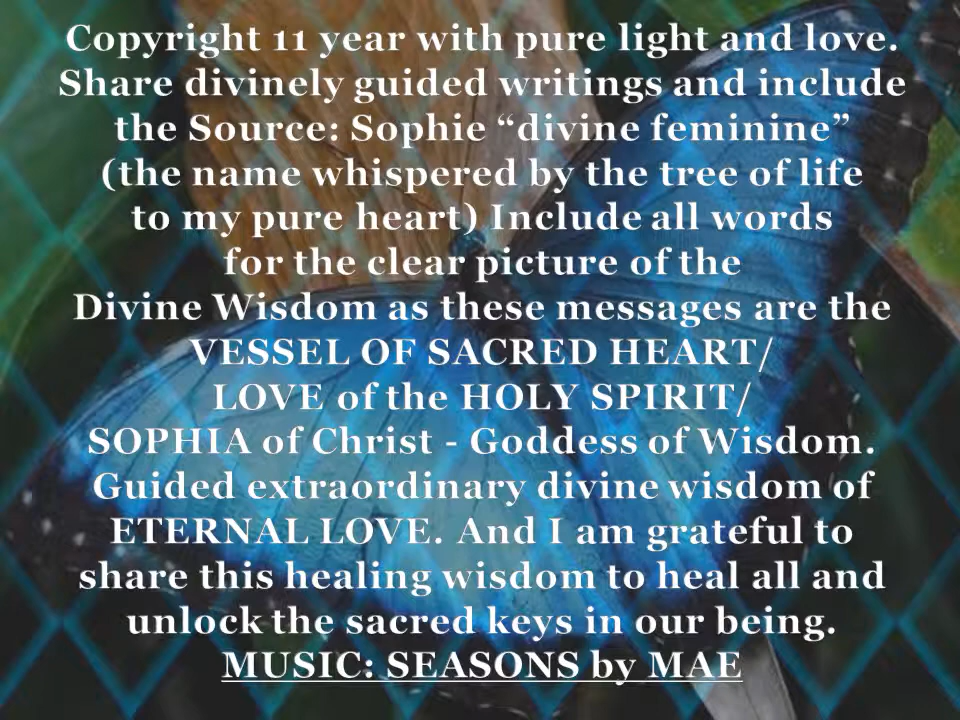 Copyright 11 year with pure light and love.
Share divinely guided writings and include
the Source: Sophie “divine feminine”
(the name whispered by the tree of life
to my pure heart) Include all words
for the clear picture of the
Divine Wisdom as these messages are the
VESSEL OF SACRED HEART/
LOVE of the HOLY SPIRIT/
SOPHIA of Christ - Goddess of Wisdom.
Guided extraordinary divine wisdom of
ETERNAL LOVE. And I am grateful to
share this healing wisdom to heal all and
unlock the sacred keys in our being.
MUSIC: SEASONS by MAE